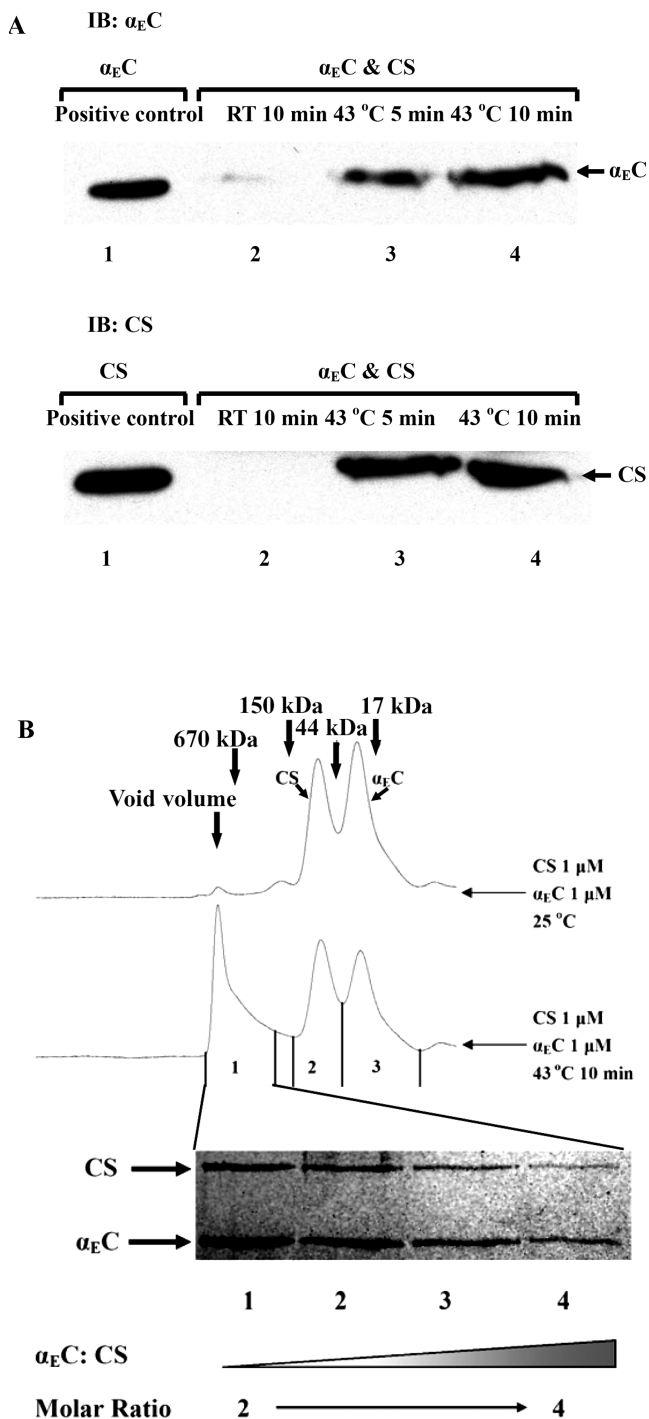 A
IB: αEC
αEC αEC & CS
Positive control RT 10 min 43 °C 5 min 43 °C 10 min
αEC
1 2 3 4
IB: CS
CS αEC & CS
Positive control RT 10 min 43 °C 5 min 43 °C 10 min
CS
1 2 3 4
B
150 kDa 17 kDa
670 kDa 44 kDa
CS αEC
Void volume
CS 1 µM
αEC 1 µM
25 °C
CS 1 µM
αEC 1 µM
43 °C 10 min
1 2 3
CS
αEC
1 2 3 4
αEC: CS
Molar Ratio 2 4